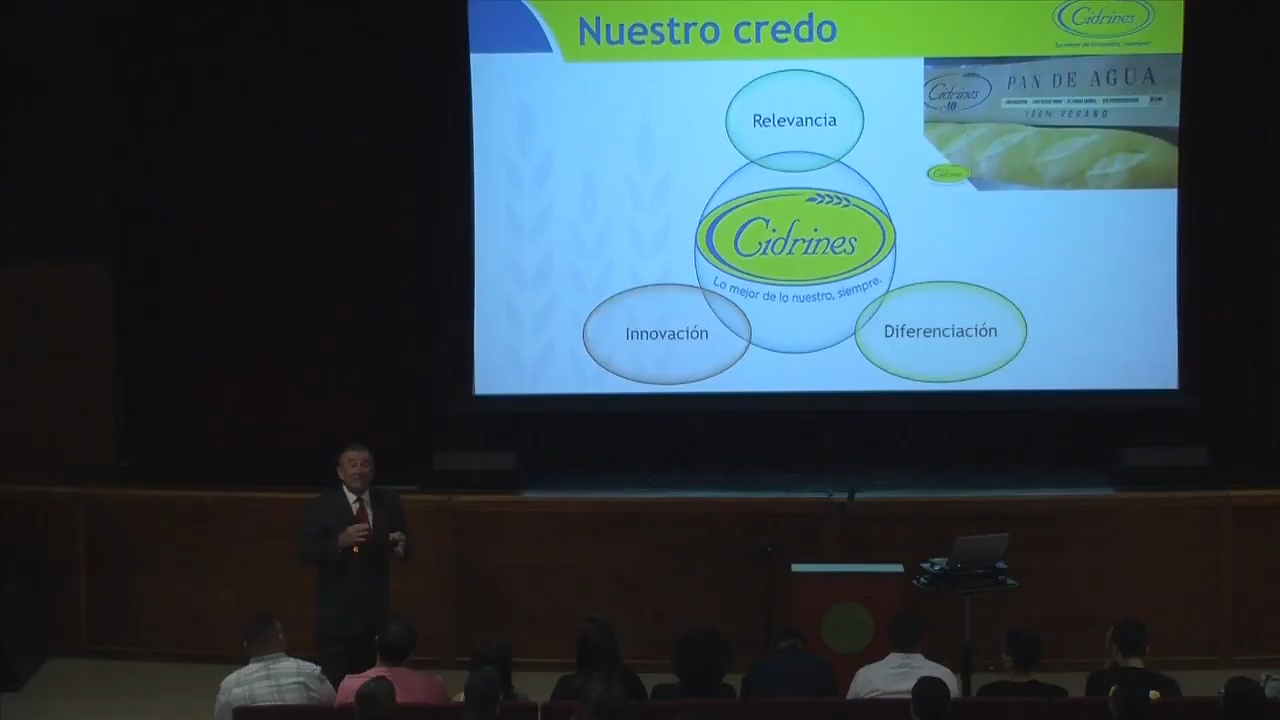 Nuestro credo
Cidrines
Relevancia
Cidrines
PAN DE AGUA
100% VEGANO
Cidrines
Cidrines
Lo mejor de lo nuestro, siempre.
Innovación
Diferenciación